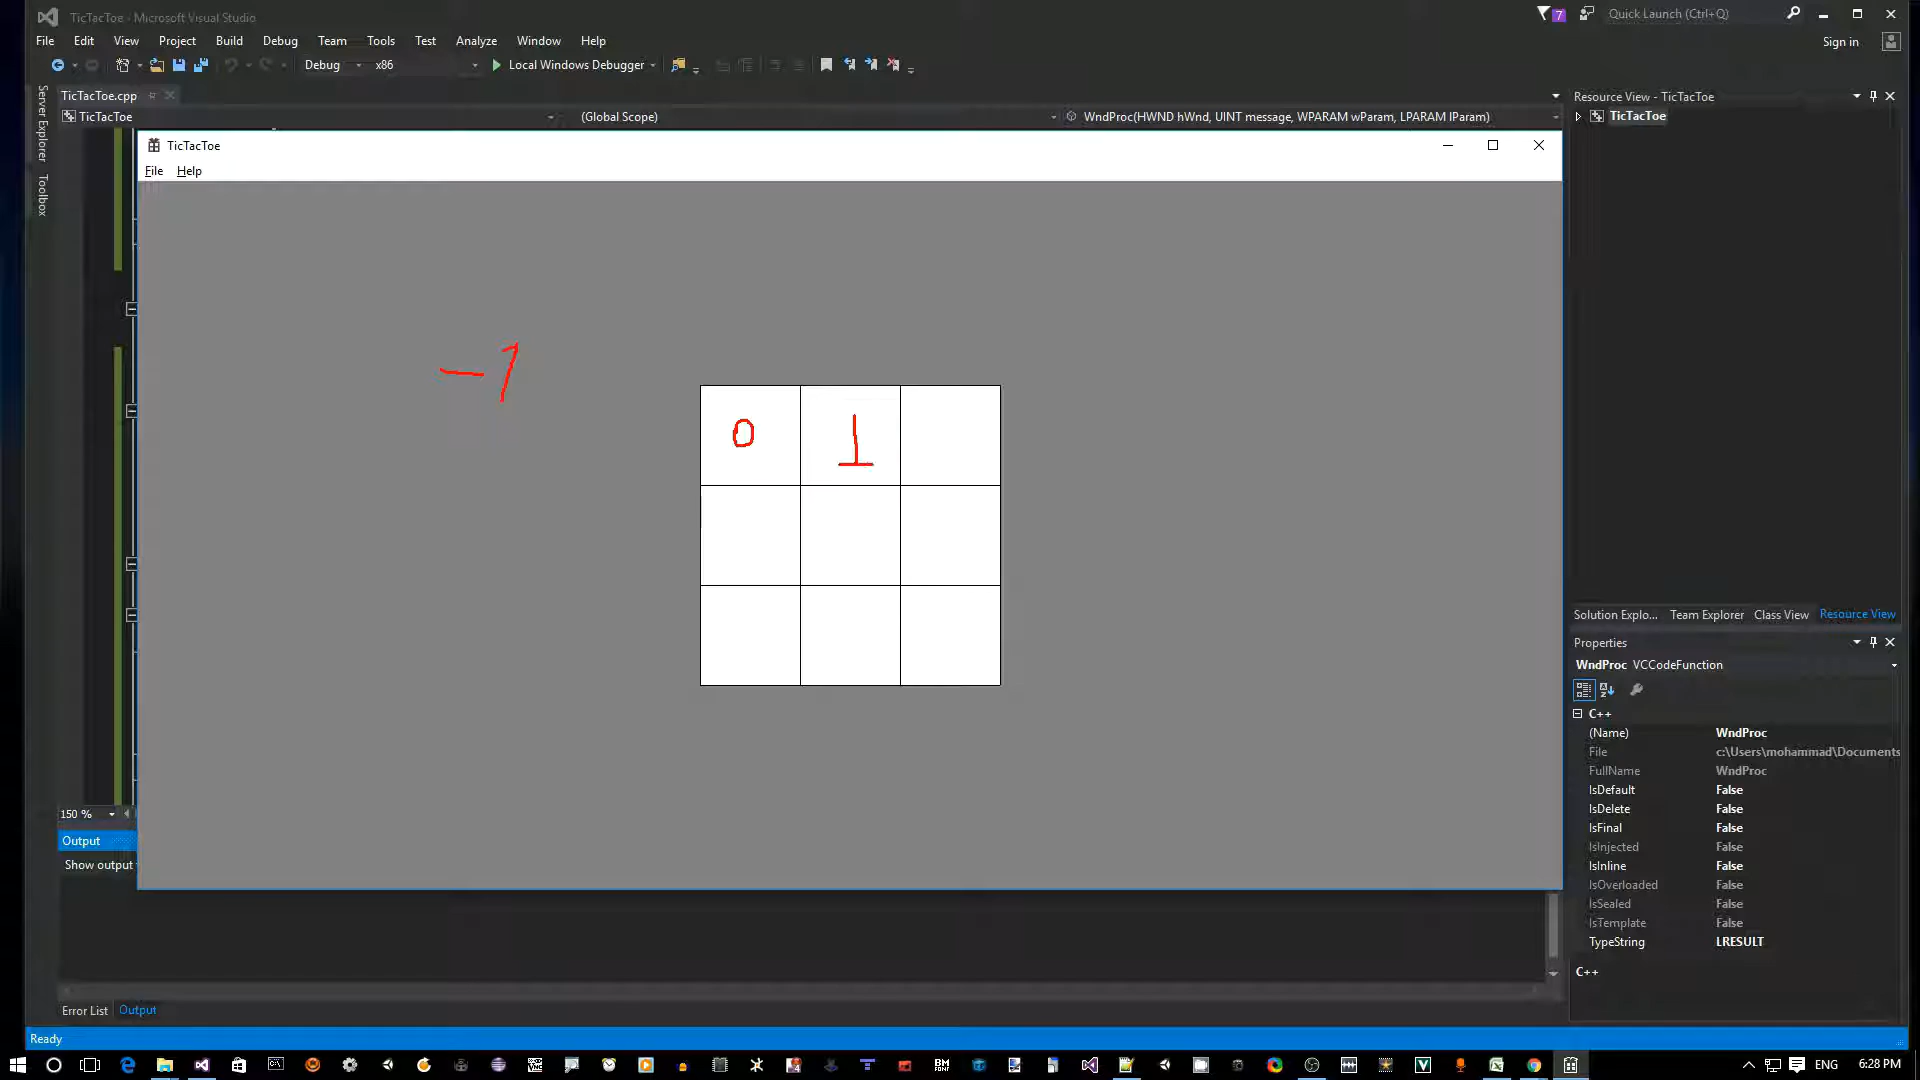 TicTacToe - Microsoft Visual Studio
7
Quick Launch (Ctrl+Q)
File Edit View Project Build Debug Team Tools Test Analyze Window Help
Sign in
Debug x86 Local Windows Debugger
Server Explorer
Toolbox
TicTacToe.cpp
TicTacToe (Global Scope) WndProc(HWND hWnd, UINT message, WPARAM wParam, LPARAM lParam)
Resource View - TicTacToe
TicTacToe
TicTacToe
File Help
-1
0 1
Solution Explo... Team Explorer Class View Resource View
Properties
WndProc VCCodeFunction
C++
(Name) WndProc
File c:\Users\mohammad\Documents
FullName WndProc
IsDefault False
IsDelete False
IsFinal False
IsInjected False
IsInline False
IsOverloaded False
IsSealed False
IsTemplate False
TypeString LRESULT
C++
150 %
Output
Show output
Error List Output
Ready
ENG 6:28 PM